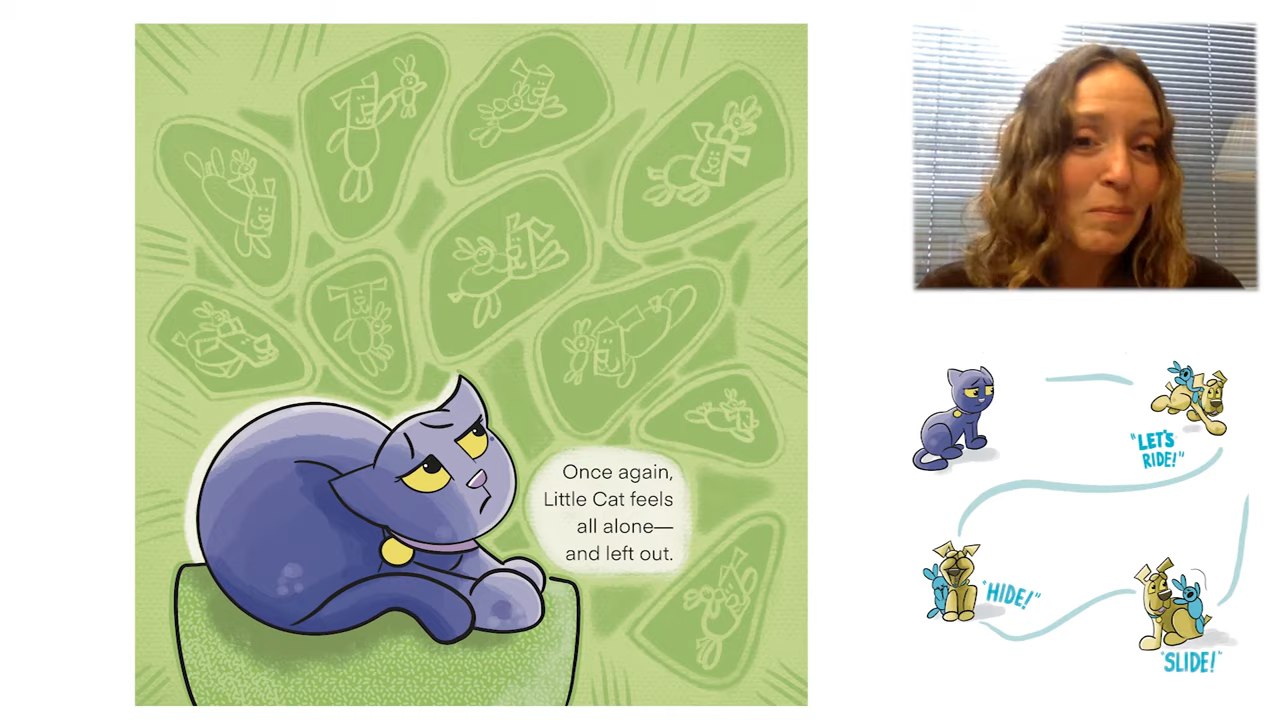 Once again,
Little Cat feels
all alone—
and left out.
"LET'S
RIDE!"
"HIDE!"
"SLIDE!"